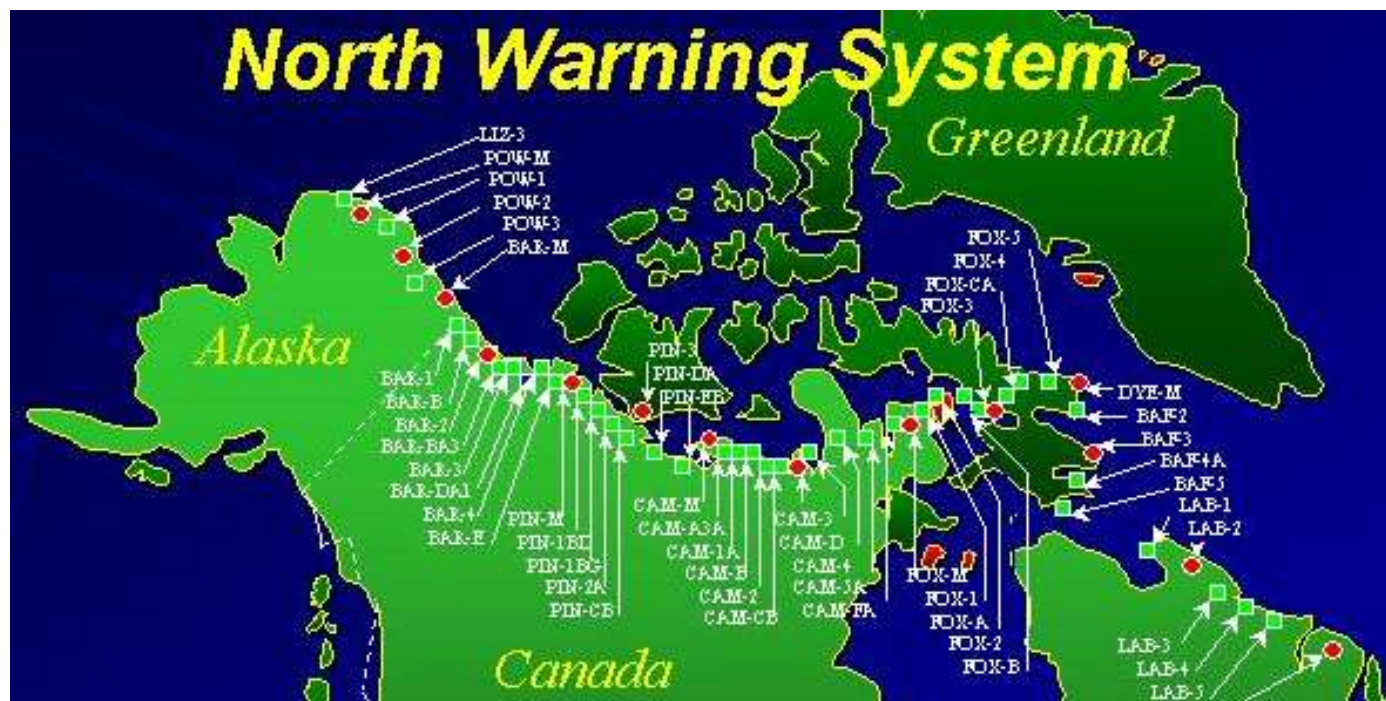 North Warning System
Greenland
LIZ-3
POW-M
POW-1
POW-2
POW-3
BAR-M
FOX-5
FOX-4
FOX-CA
FOX-3
Alaska
PIN-3
PIN-DA
PIN-EB
BAR-1
BAR-B
BAR-2
BAR-BA3
BAR-3
BAR-DA1
BAR-4
BAR-E
DYE-M
BAF-2
BAF-3
BAF-4A
BAF-5
LAB-1
LAB-2
PIN-M
PIN-1BD
PIN-1BG
PIN-2A
PIN-CB
CAM-M
CAM-A3A
CAM-1A
CAM-B
CAM-2
CAM-CB
CAM-3
CAM-D
CAM-4
CAM-5A
CAM-FA
FOX-M
FOX-1
FOX-A
FOX-2
FOX-B
LAB-3
LAB-4
LAB-5
Canada